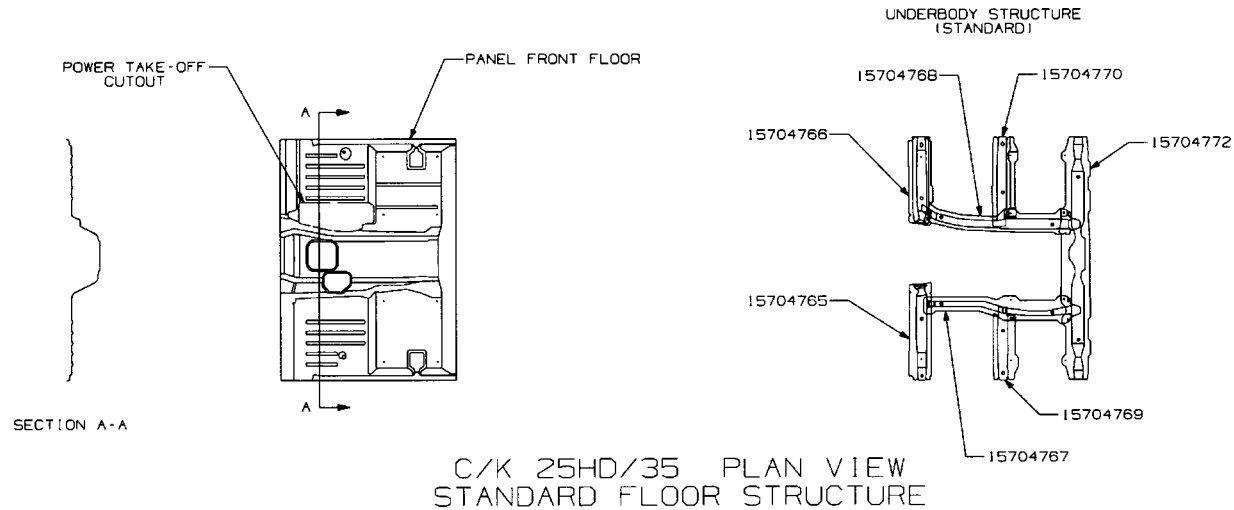 UNDERBODY STRUCTURE
(STANDARD)
POWER TAKE-OFF
CUTOUT
PANEL FRONT FLOOR
15704768
15704770
15704766
15704772
A
15704765
A
15704769
15704767
SECTION A-A
C/K 25HD/35 PLAN VIEW
STANDARD FLOOR STRUCTURE